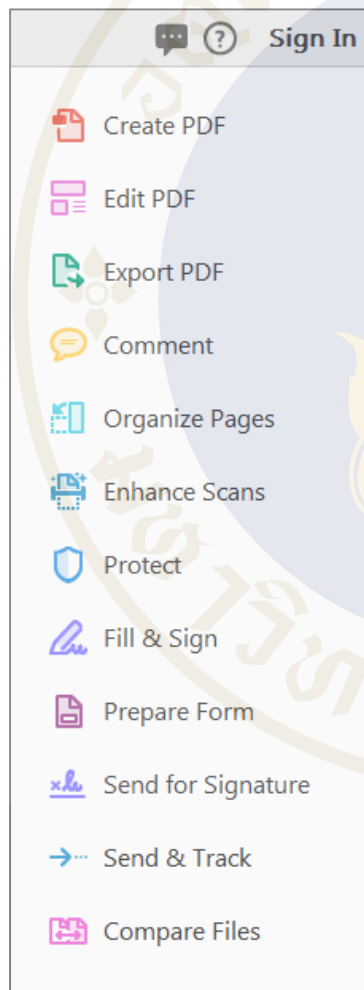 Sign In
Create PDF
Edit PDF
Export PDF
Comment
Organize Pages
Enhance Scans
Protect
Fill & Sign
Prepare Form
Send for Signature
Send & Track
Compare Files